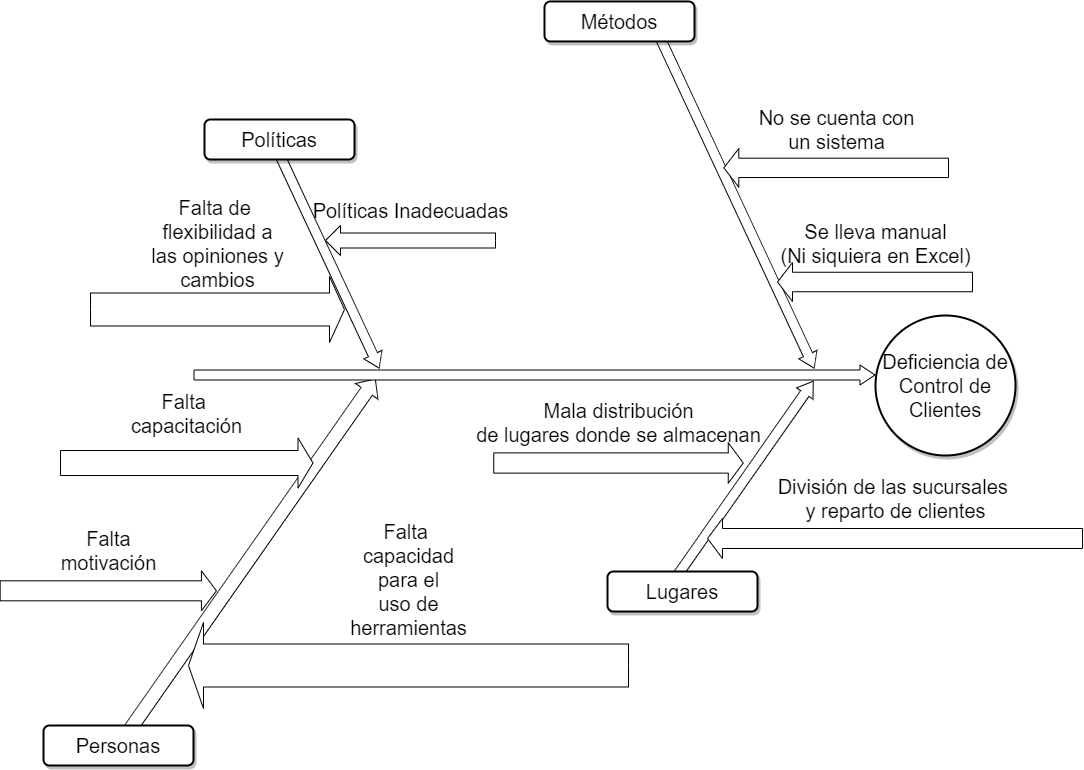 Métodos
No se cuenta con
un sistema
Políticas
Falta de
flexibilidad a
las opiniones y
cambios
Políticas Inadecuadas
Se lleva manual
(Ni siquiera en Excel)
Deficiencia de
Control de
Clientes
Falta
capacitación
Mala distribución
de lugares donde se almacenan
División de las sucursales
y reparto de clientes
Falta
motivación
Falta
capacidad
para el
uso de
herramientas
Lugares
Personas